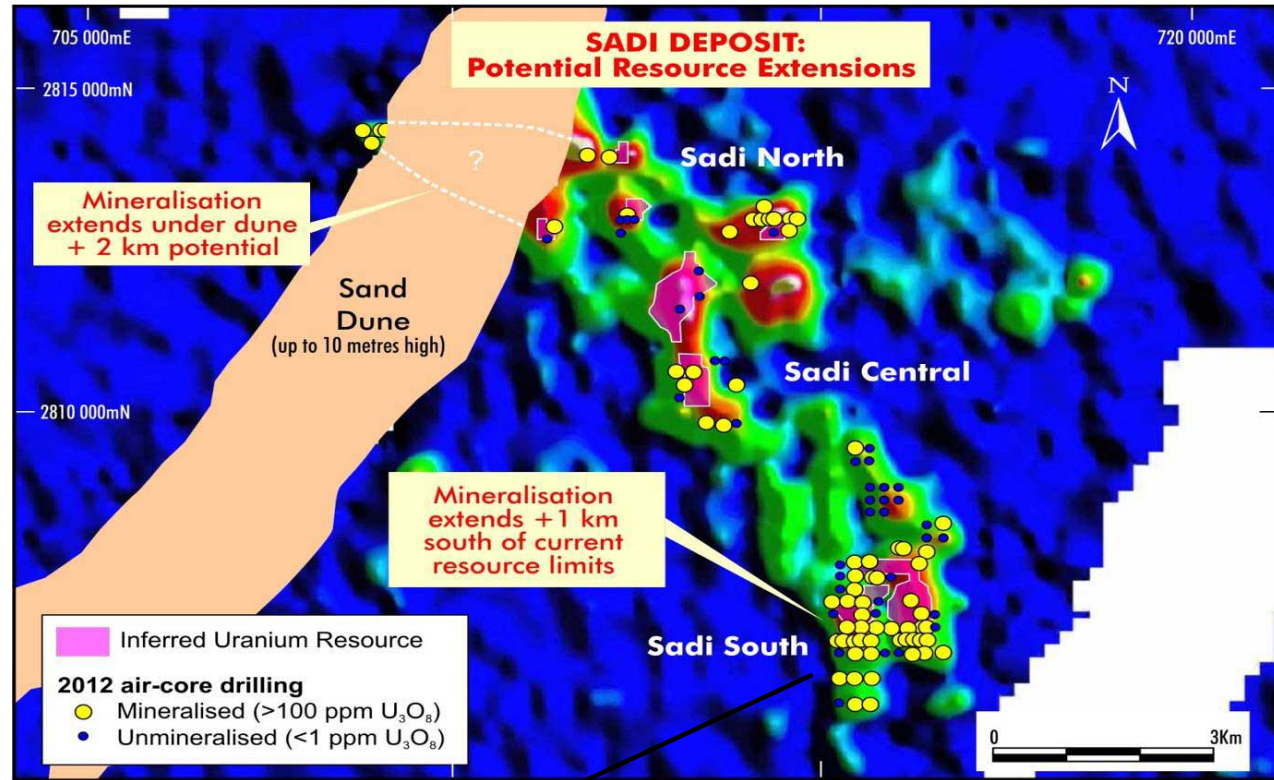 705 000mE
720 000mE
SADI DEPOSIT:
Potential Resource Extensions
2815 000mN
N
Sadi North
?
Mineralisation
extends under dune
+ 2 km potential
Sand
Dune
(up to 10 metres high)
Sadi Central
2810 000mN
Mineralisation
extends +1 km
south of current
resource limits
Sadi South
Inferred Uranium Resource
2012 air-core drilling
Mineralised (>100 ppm U₃O₈)
Unmineralised (<1 ppm U₃O₈)
0 3Km